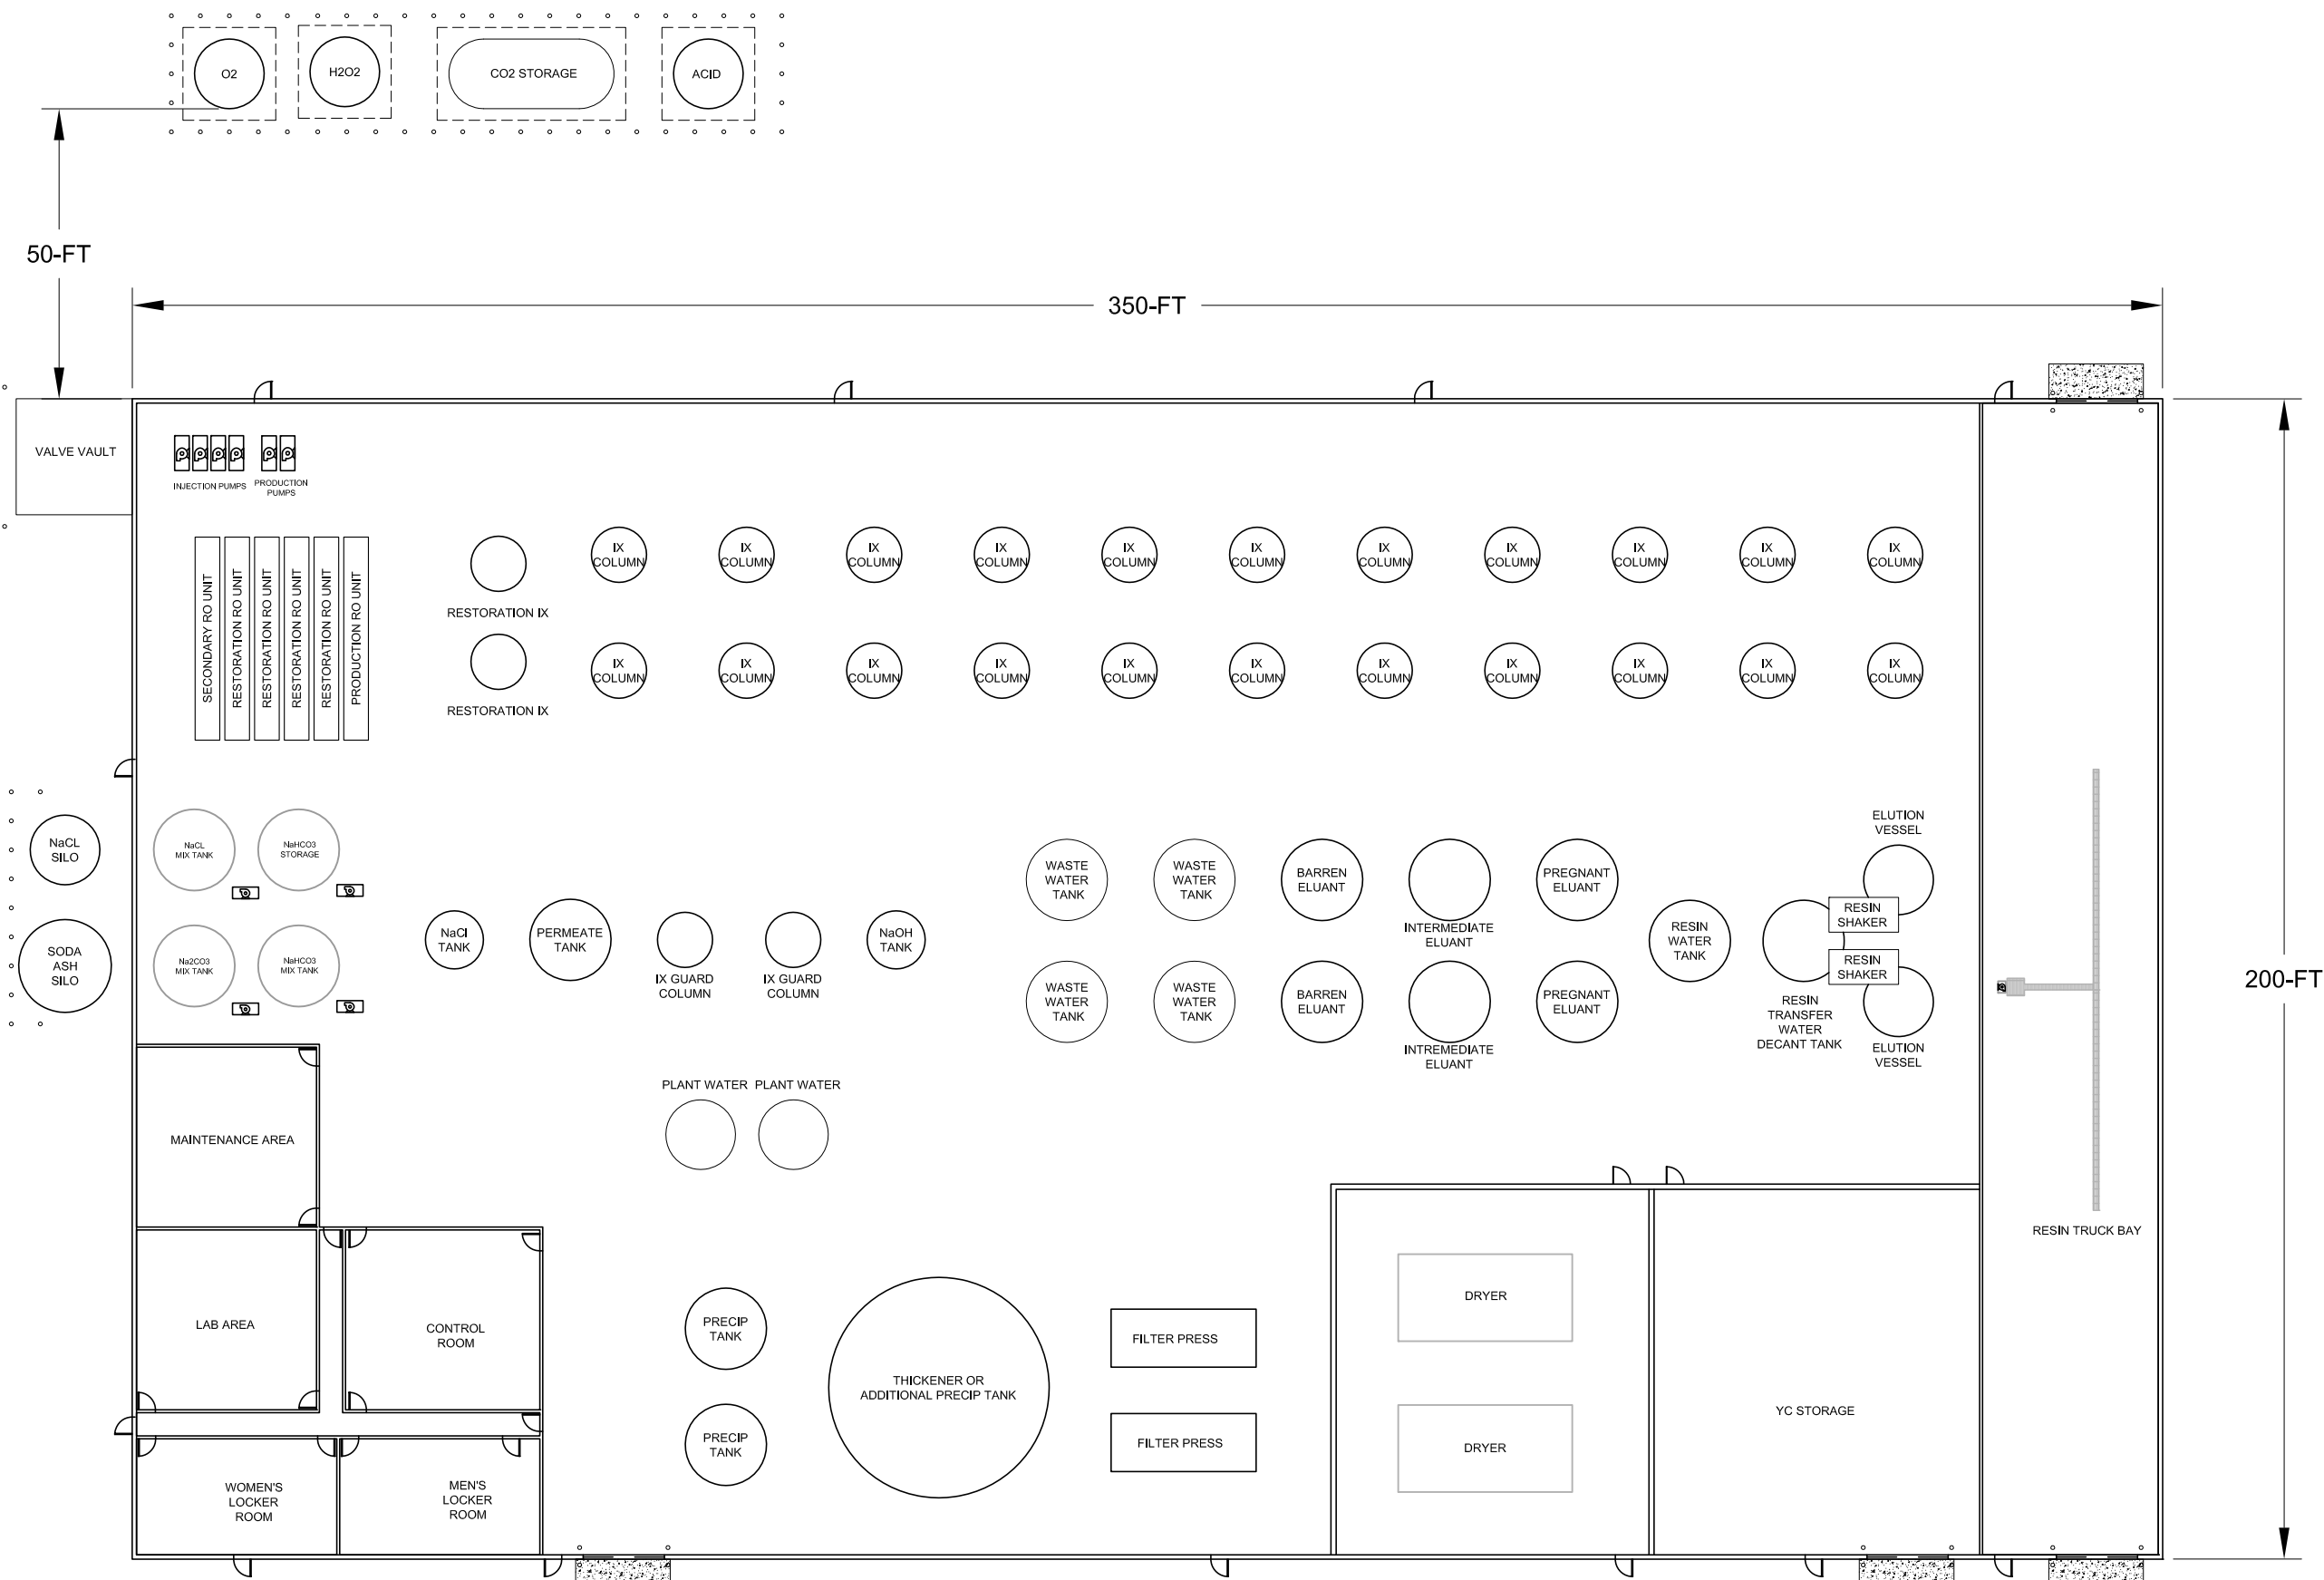 O2
H2O2
CO2 STORAGE
ACID
50-FT
350-FT
VALVE VAULT
INJECTION PUMPS
PRODUCTION
PUMPS
SECONDARY RO UNIT
RESTORATION RO UNIT
RESTORATION RO UNIT
RESTORATION RO UNIT
RESTORATION RO UNIT
PRODUCTION RO UNIT
RESTORATION IX
RESTORATION IX
IX
COLUMN
IX
COLUMN
IX
COLUMN
IX
COLUMN
IX
COLUMN
IX
COLUMN
IX
COLUMN
IX
COLUMN
IX
COLUMN
IX
COLUMN
IX
COLUMN
IX
COLUMN
IX
COLUMN
IX
COLUMN
IX
COLUMN
IX
COLUMN
IX
COLUMN
IX
COLUMN
IX
COLUMN
IX
COLUMN
IX
COLUMN
IX
COLUMN
NaCL
SILO
SODA
ASH
SILO
NaCL
MIX TANK
NaHCO3
STORAGE
Na2CO3
MIX TANK
NaHCO3
MIX TANK
NaCl
TANK
PERMEATE
TANK
IX GUARD
COLUMN
IX GUARD
COLUMN
NaOH
TANK
WASTE
WATER
TANK
WASTE
WATER
TANK
BARREN
ELUANT
INTERMEDIATE
ELUANT
PREGNANT
ELUANT
WASTE
WATER
TANK
WASTE
WATER
TANK
BARREN
ELUANT
INTREMEDIATE
ELUANT
PREGNANT
ELUANT
RESIN
WATER
TANK
ELUTION
VESSEL
RESIN
SHAKER
RESIN
SHAKER
RESIN
TRANSFER
WATER
DECANT TANK
ELUTION
VESSEL
200-FT
PLANT WATER
PLANT WATER
MAINTENANCE AREA
RESIN TRUCK BAY
LAB AREA
CONTROL
ROOM
PRECIP
TANK
PRECIP
TANK
THICKENER OR
ADDITIONAL PRECIP TANK
FILTER PRESS
FILTER PRESS
DRYER
DRYER
YC STORAGE
WOMEN'S
LOCKER
ROOM
MEN'S
LOCKER
ROOM